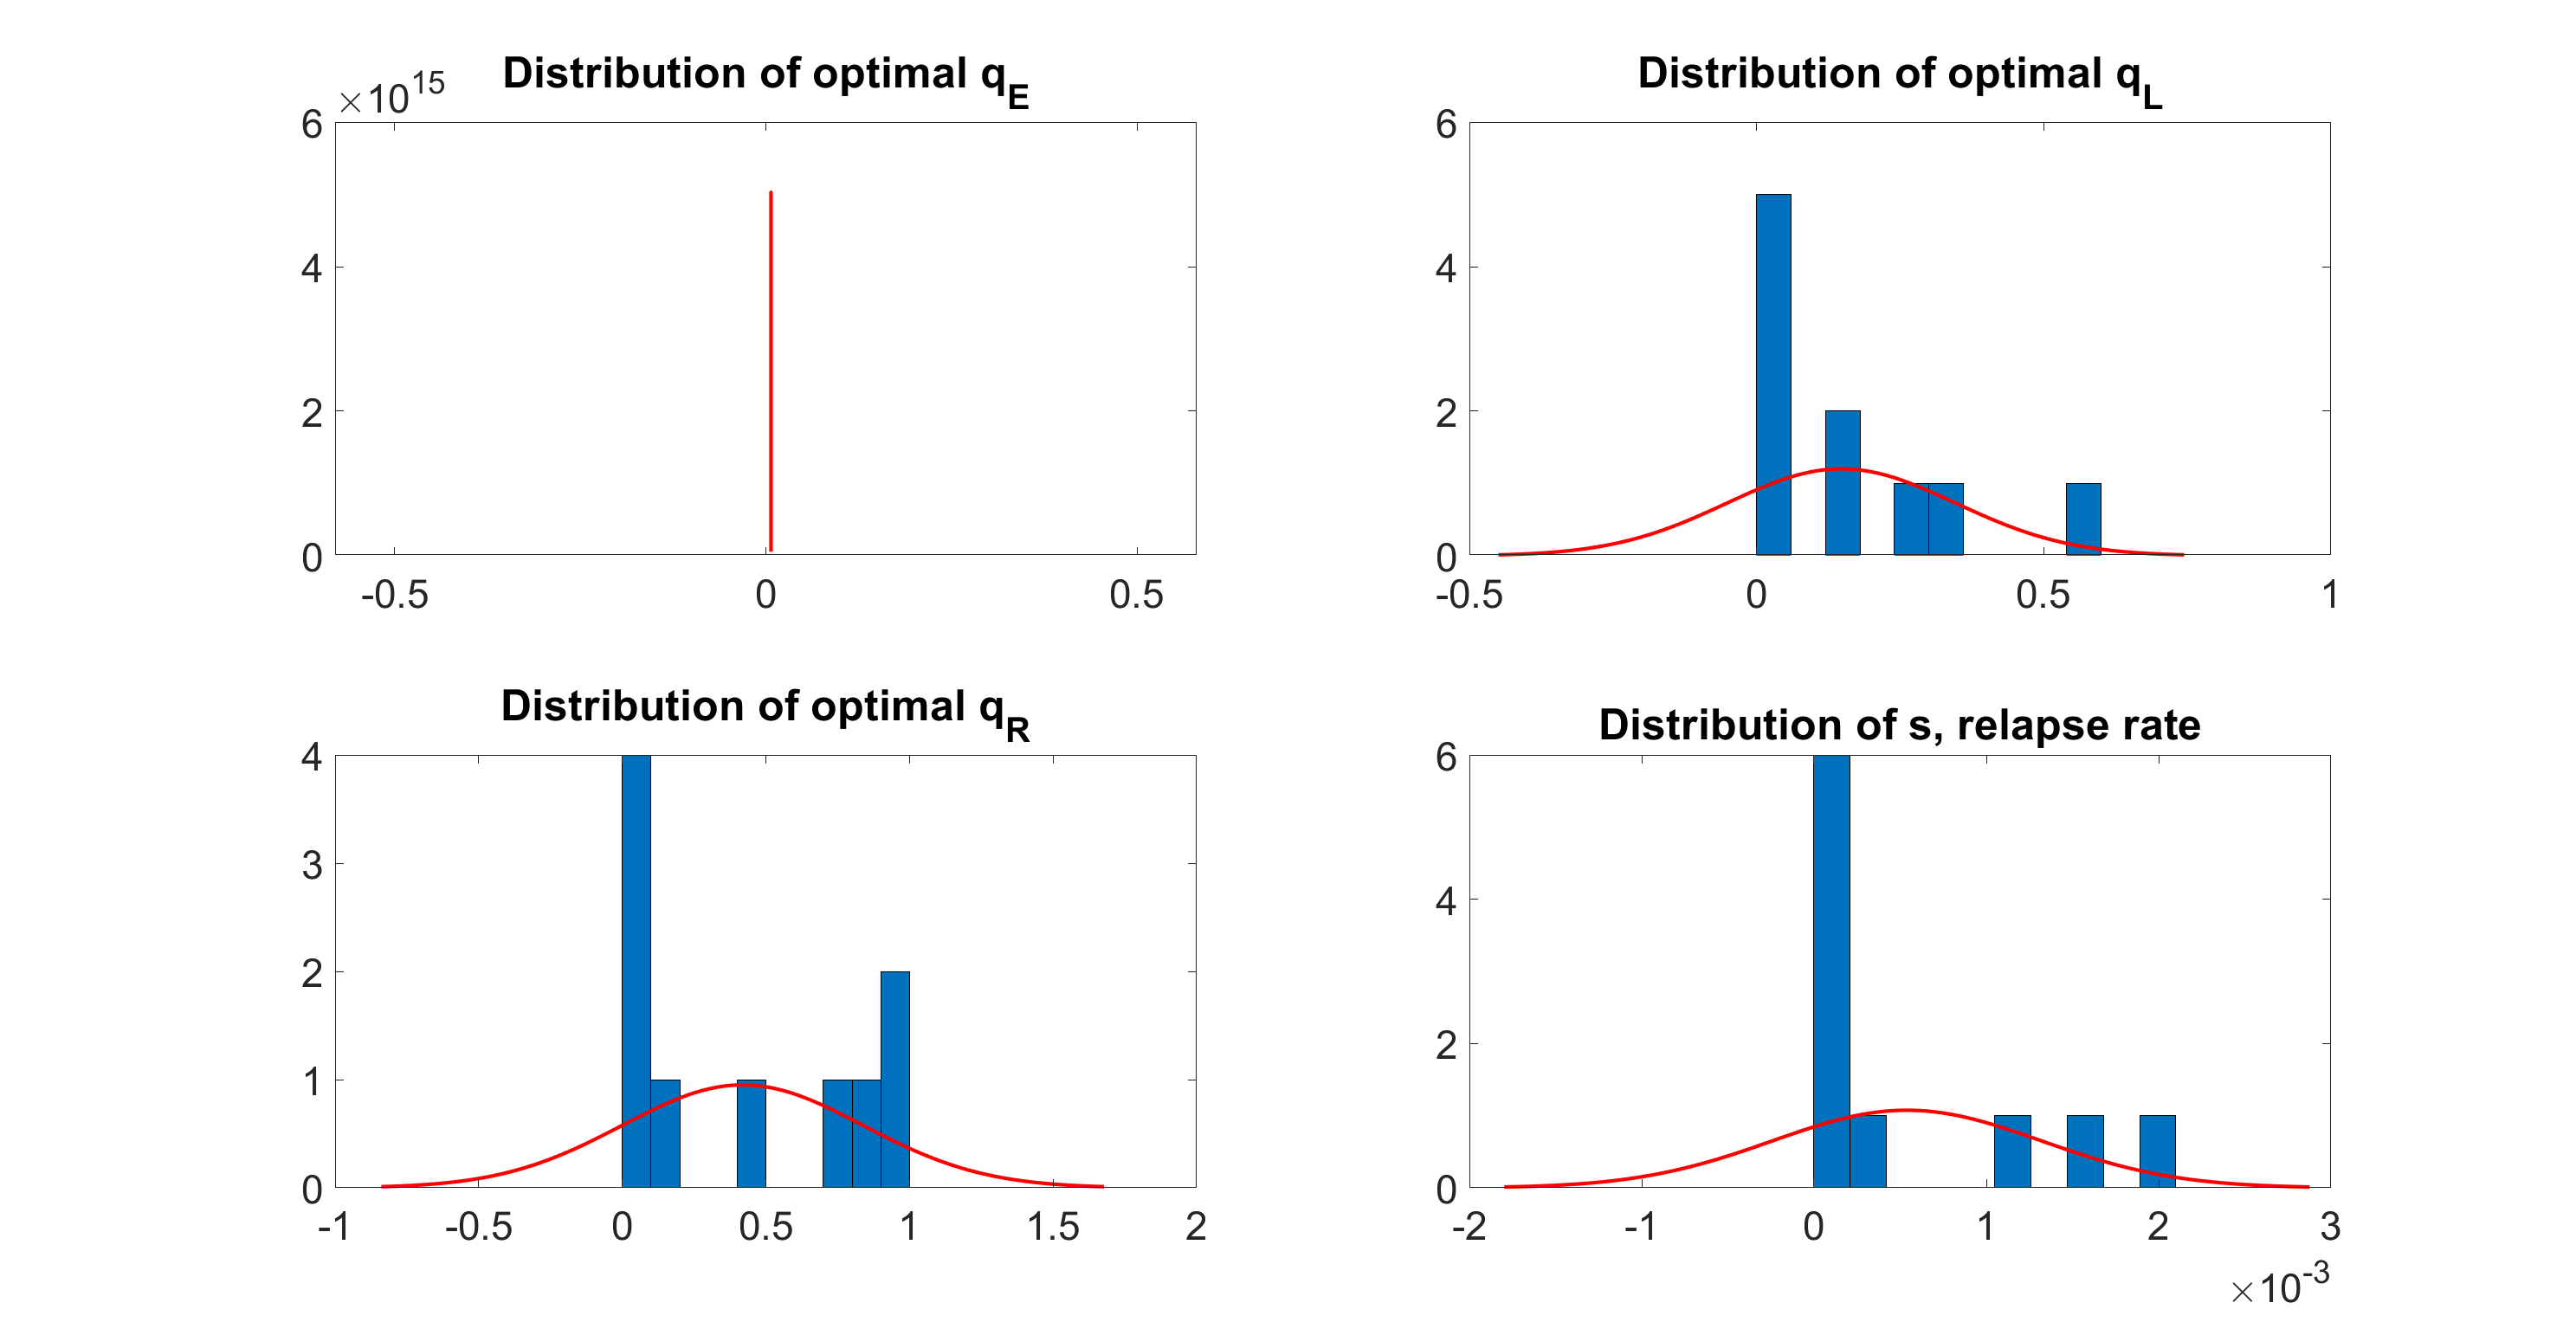 Distribution of optimal q_E
×10^15
6
4
2
0
-0.5 0 0.5
Distribution of optimal q_L
6
4
2
0
-0.5 0 0.5 1
Distribution of optimal q_R
4
3
2
1
0
-1 -0.5 0 0.5 1 1.5 2
Distribution of s, relapse rate
6
4
2
0
-2 -1 0 1 2 3
×10^-3